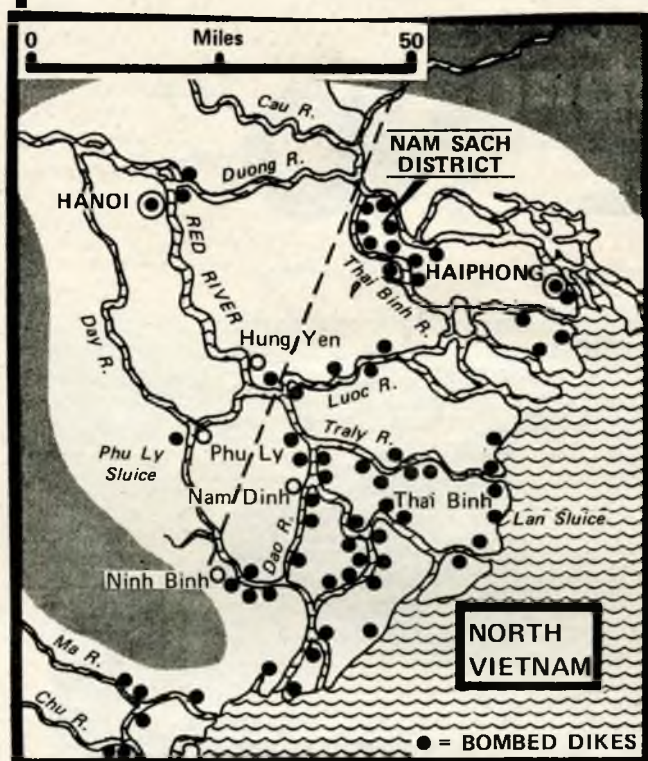 0 Miles 50
Cau R.
NAM SACH
DISTRICT
Duong R.
HANOI
RED RIVER
HAIPHONG
Thai Binh R.
Day R.
Hung Yen
Luoc R.
Phu Ly
Sluice
Phu Ly
Traly R.
Nam Dinh
Thai Binh
Lan Sluice
Dao R.
Ninh Binh
NORTH
VIETNAM
Ma R.
Chu R.
● = BOMBED DIKES